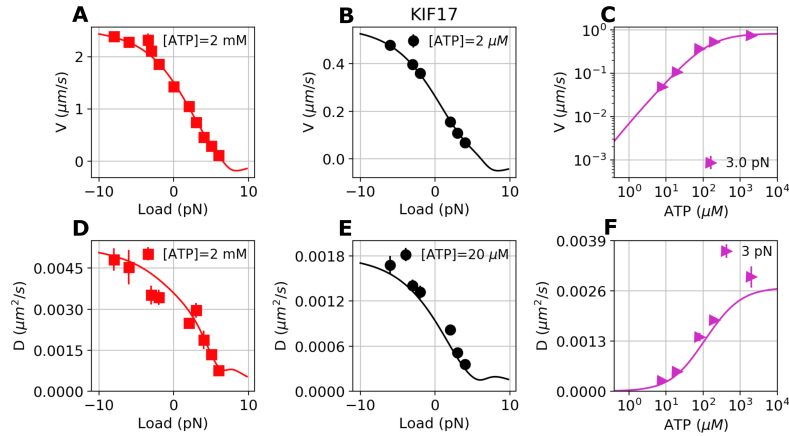 KIF17
A
[ATP]=2 mM
V (μm/s)
2
1
0
−10
0
10
Load (pN)
B
[ATP]=2 μM
V (μm/s)
0.4
0.2
0.0
−10
0
10
Load (pN)
C
3.0 pN
V (μm/s)
10⁰
10⁻¹
10⁻²
10⁻³
10⁰
10¹
10²
10³
10⁴
ATP (μM)
D
[ATP]=2 mM
D (μm²/s)
0.0045
0.0030
0.0015
0.0000
−10
0
10
Load (pN)
E
[ATP]=20 μM
D (μm²/s)
0.0018
0.0012
0.0006
0.0000
−10
0
10
Load (pN)
F
3 pN
D (μm²/s)
0.0039
0.0026
0.0013
0.0000
10⁰
10¹
10²
10³
10⁴
ATP (μM)